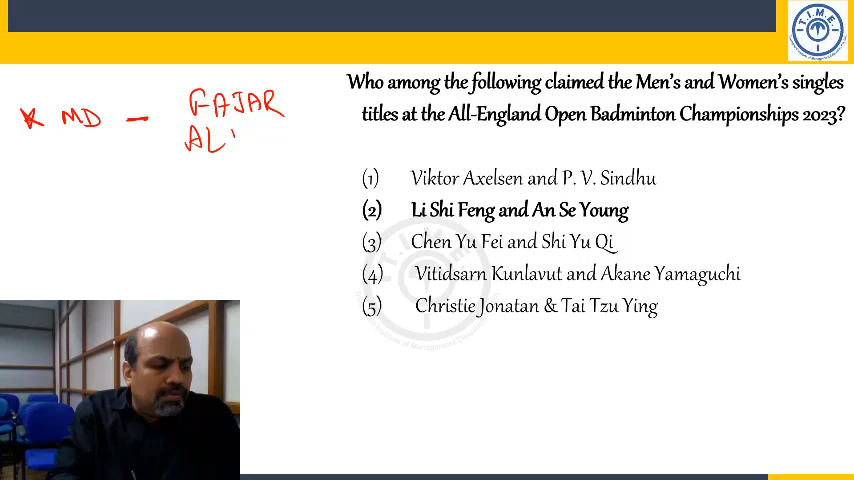 T.I.M.E.
Who among the following claimed the Men's and Women's singles
titles at the All-England Open Badminton Championships 2023?
* MD - FAJAR
AL
(1) Viktor Axelsen and P. V. Sindhu
(2) Li Shi Feng and An Se Young
(3) Chen Yu Fei and Shi Yu Qi
(4) Vitidsarn Kunlavut and Akane Yamaguchi
(5) Christie Jonatan & Tai Tzu Ying